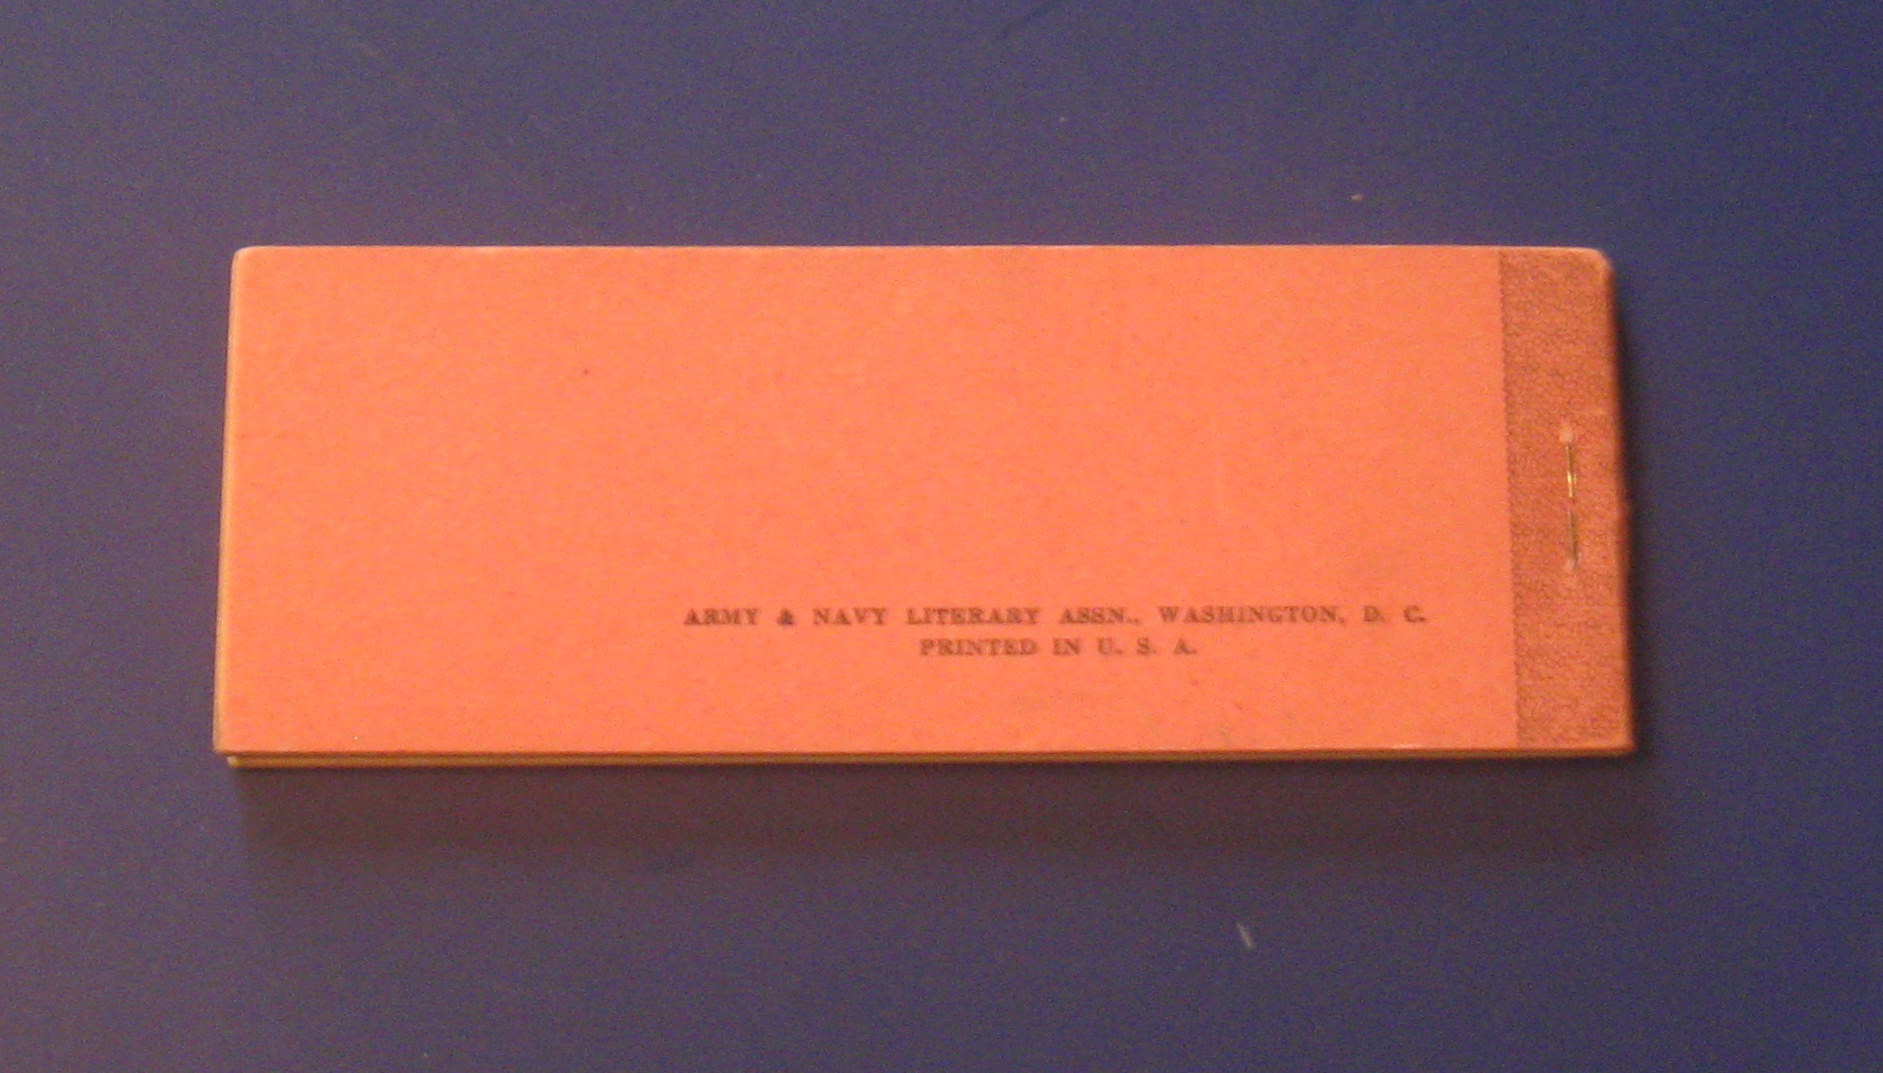 ARMY & NAVY LITERARY ASSN., WASHINGTON, D. C.
PRINTED IN U. S. A.